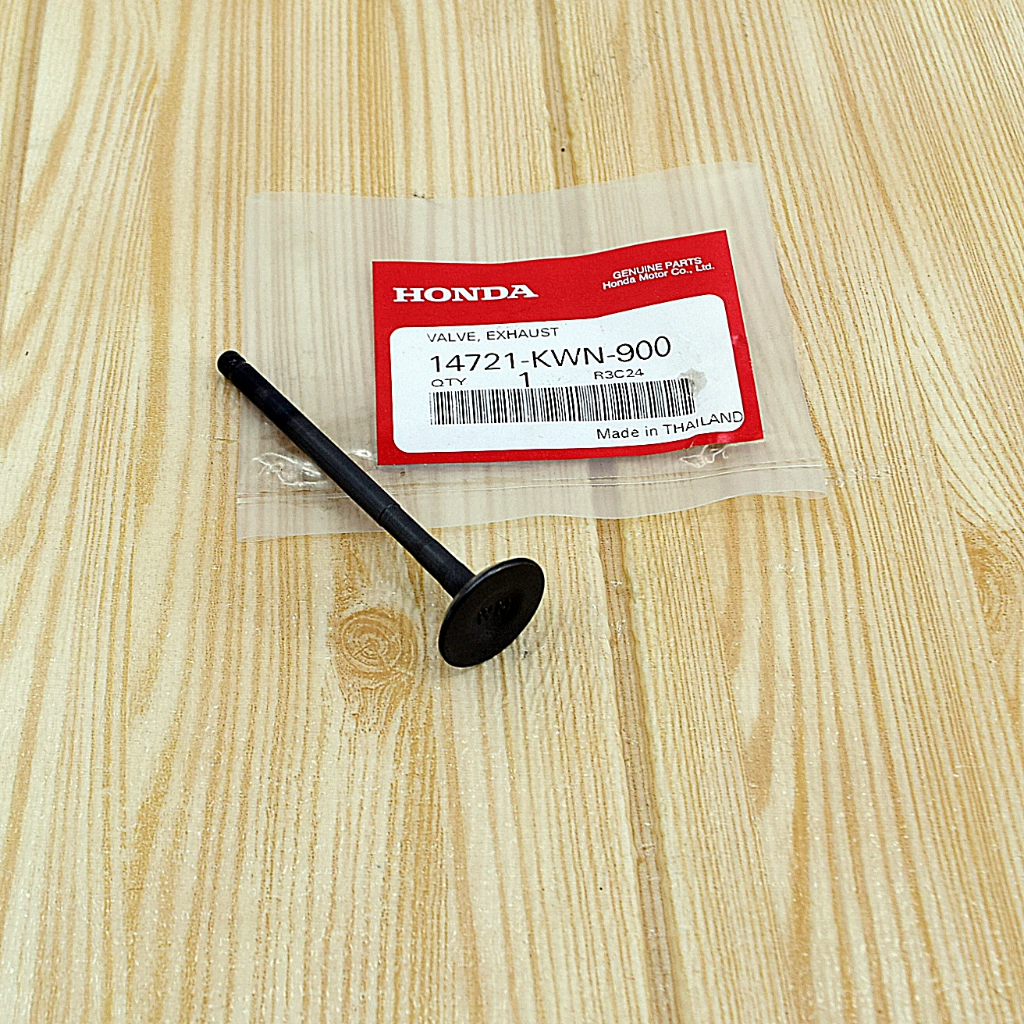 HONDA
GENUINE PARTS
Honda Motor Co., Ltd.
VALVE, EXHAUST
14721-KWN-900
QTY 1 R3C24
Made in THAILAND